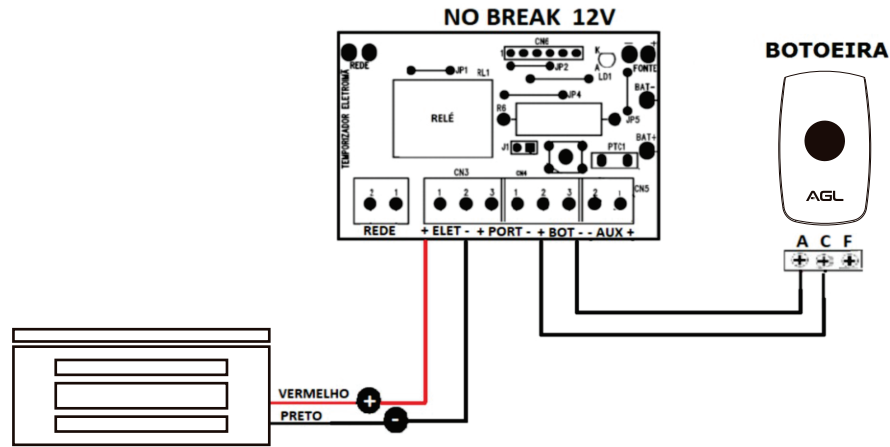 NO BREAK 12V
BOTOEIRA
REDE
TEMPORIZADOR ELETROIMÃ
JP1
RL1
RELÉ
1
CN6
JP2
K
A
LD1
- +
FONTE
JP4
R6
JP5
BAT-
BAT+
J1
PTC1
CN3
CN4
CN5
2 1
1 2 3
1 2 3
2 1
REDE
+ ELET - + PORT - + BOT - - AUX +
AGL
A C F
VERMELHO +
PRETO -